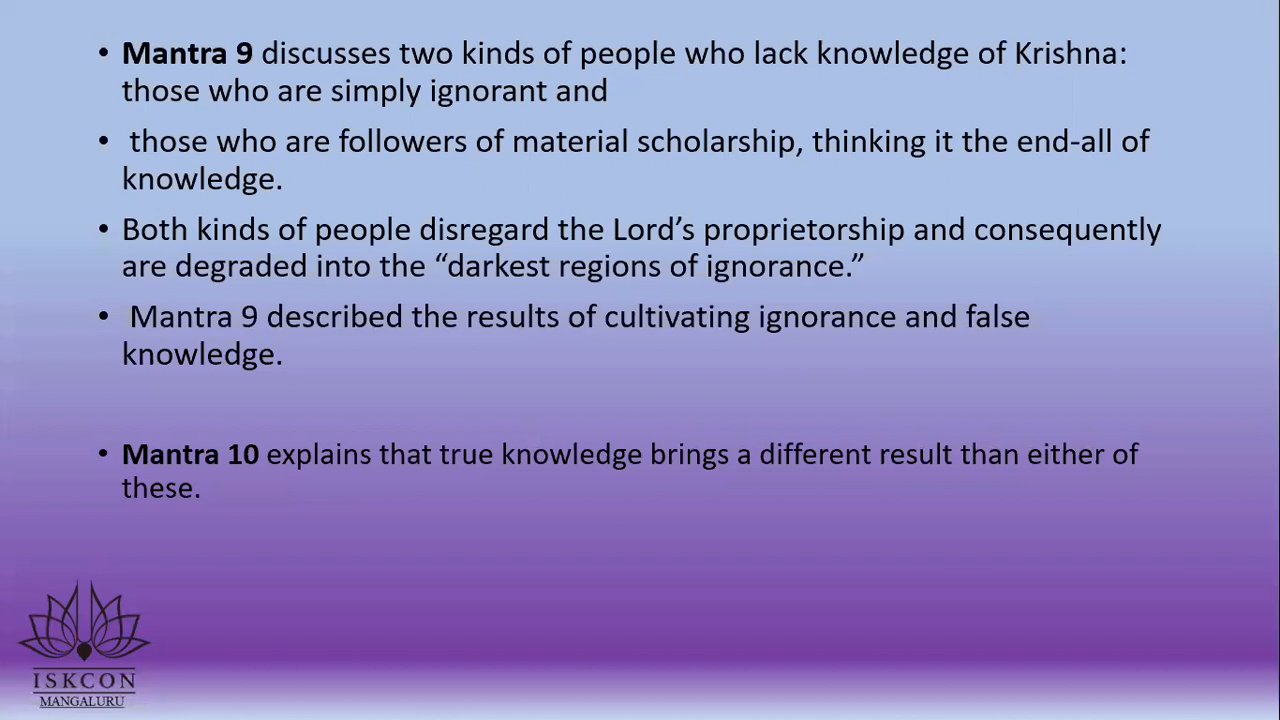 • Mantra 9 discusses two kinds of people who lack knowledge of Krishna:
those who are simply ignorant and
• those who are followers of material scholarship, thinking it the end-all of
knowledge.
• Both kinds of people disregard the Lord’s proprietorship and consequently
are degraded into the “darkest regions of ignorance.”
• Mantra 9 described the results of cultivating ignorance and false
knowledge.
• Mantra 10 explains that true knowledge brings a different result than either of
these.
ISKCON
MANGALURU